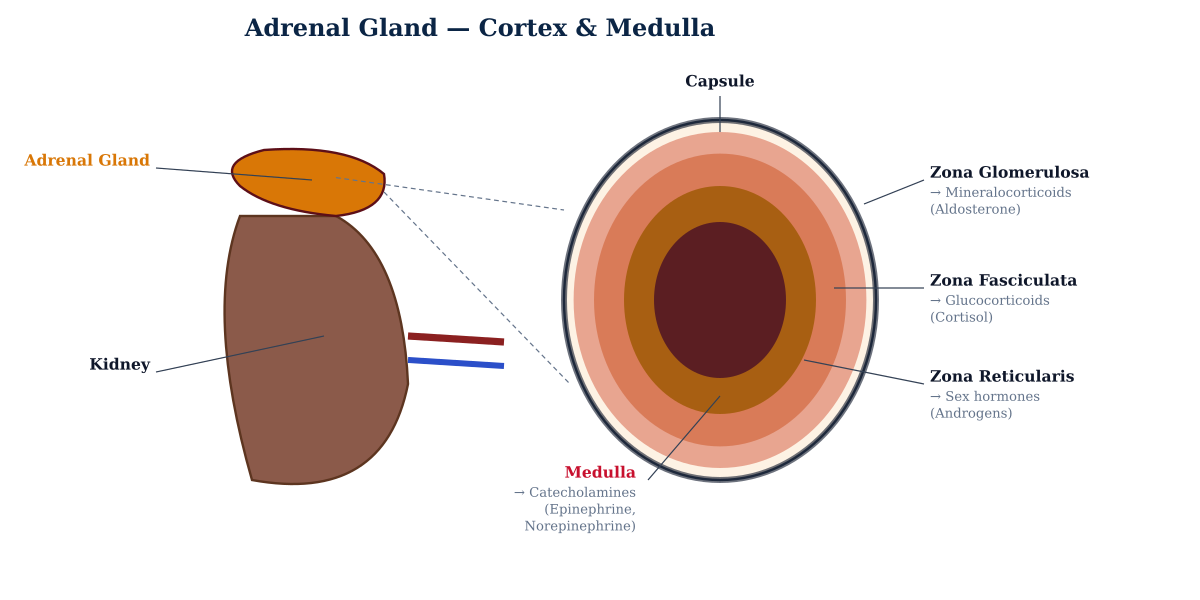 Adrenal Gland — Cortex & Medulla
Capsule
Adrenal Gland
Zona Glomerulosa
→ Mineralocorticoids
(Aldosterone)
Zona Fasciculata
→ Glucocorticoids
(Cortisol)
Kidney
Zona Reticularis
→ Sex hormones
(Androgens)
Medulla
→ Catecholamines
(Epinephrine,
Norepinephrine)